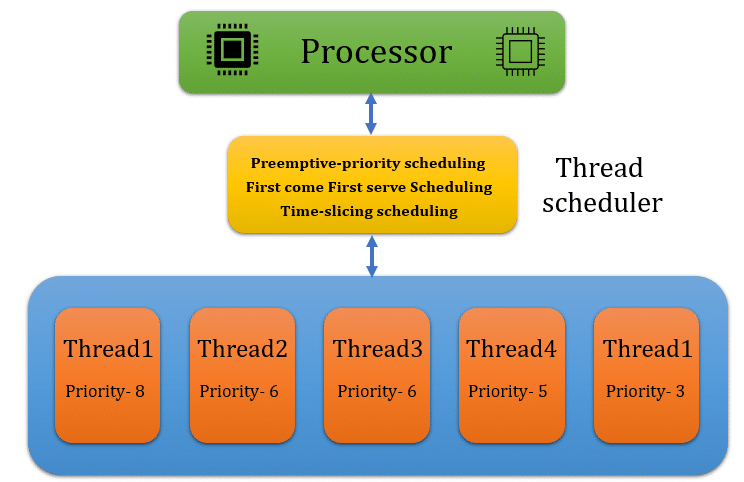 Processor
Preemptive-priority scheduling
First come First serve Scheduling
Time-slicing scheduling
Thread
scheduler
Thread1
Priority- 8
Thread2
Priority- 6
Thread3
Priority- 6
Thread4
Priority- 5
Thread1
Priority- 3